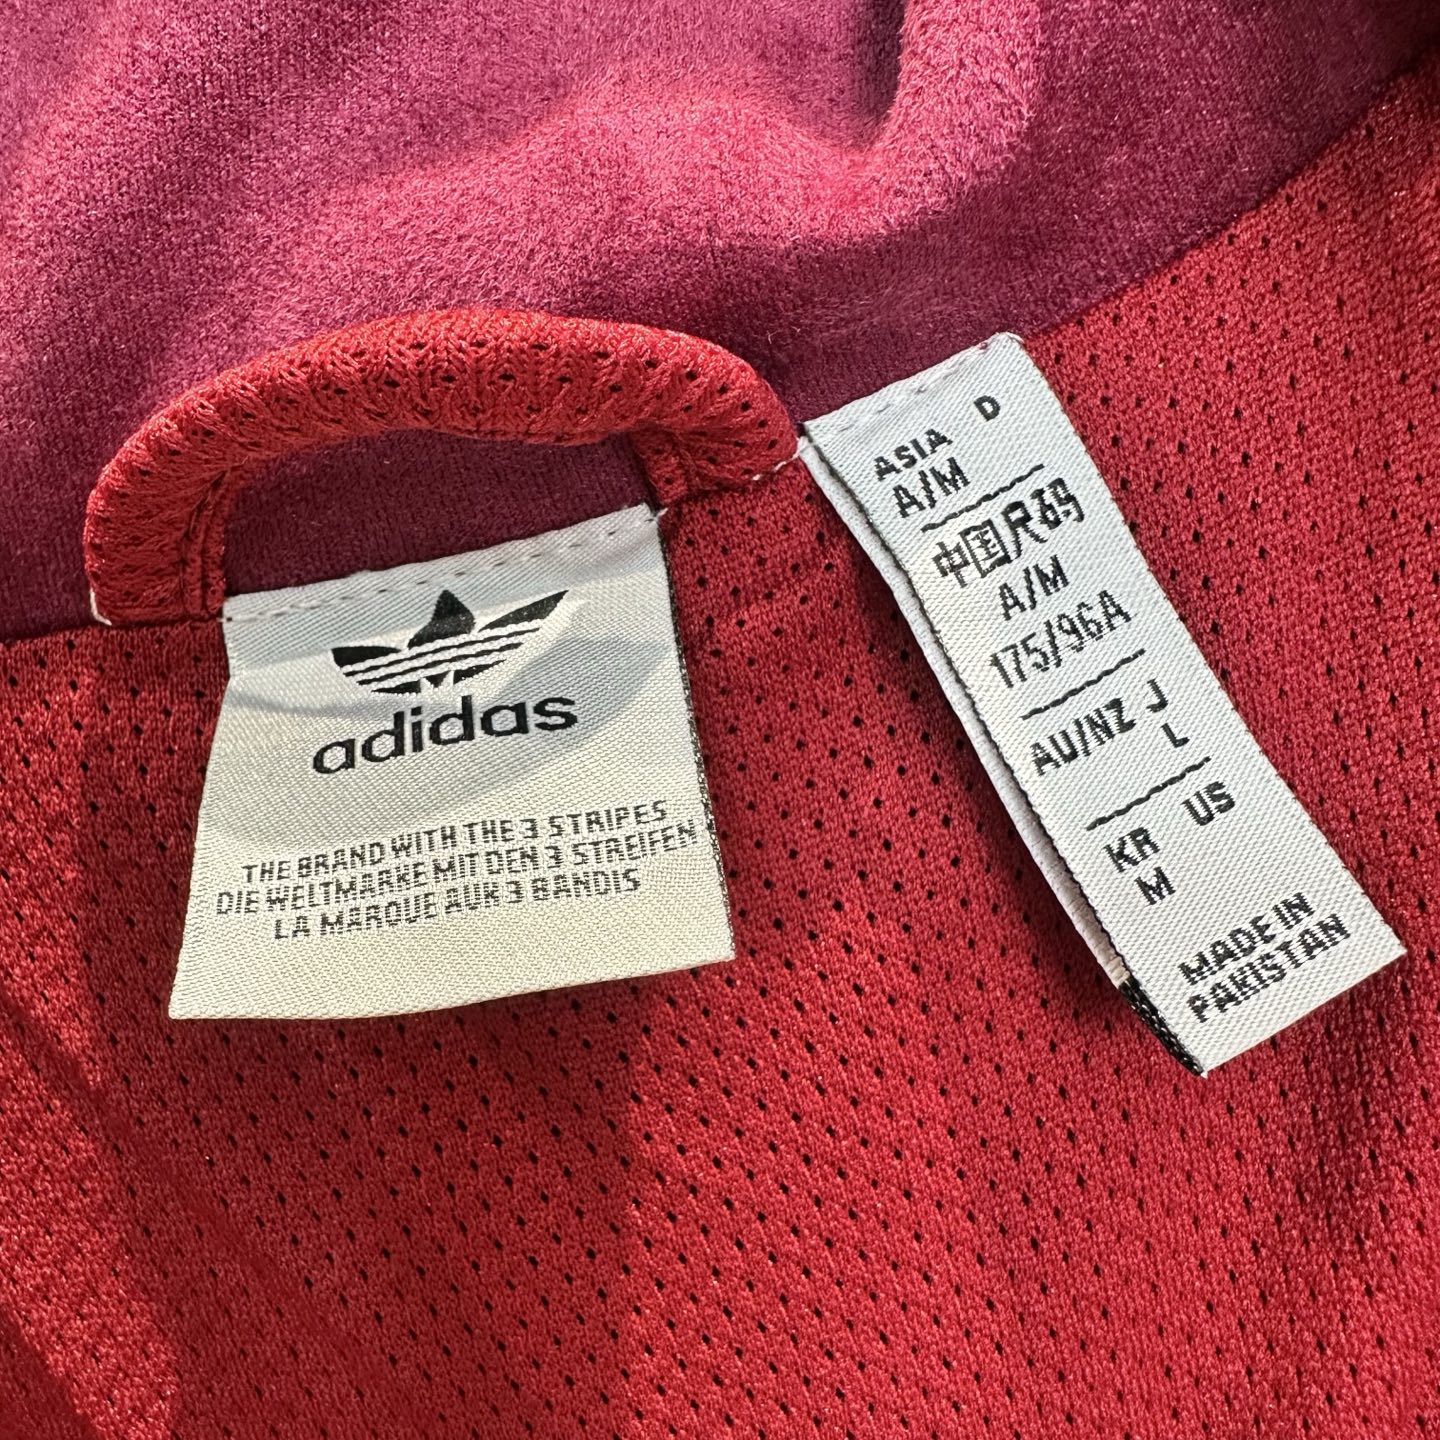 adidas
THE BRAND WITH THE 3 STRIPES
DIE WELTMARKE MIT DEN 3 STREIFEN
LA MARQUE AUX 3 BANDIS
ASIA D
A/M
中国尺码
A/M
175/96A
AU/NZ J
L
KR US
M
MADE IN
PAKISTAN